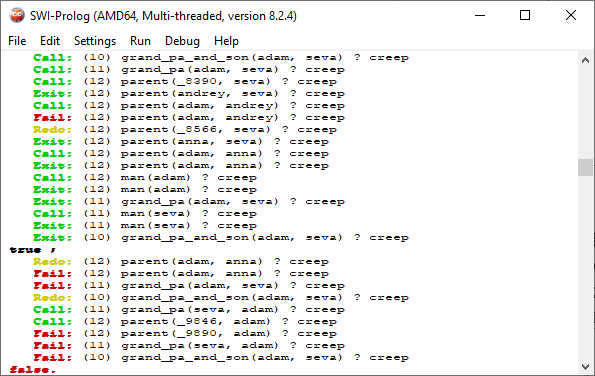 SWI-Prolog (AMD64, Multi-threaded, version 8.2.4)
File Edit Settings Run Debug Help
Call: (10) grand_pa_and_son(adam, seva) ? creep
Call: (11) grand_pa(adam, seva) ? creep
Call: (12) parent(_8390, seva) ? creep
Exit: (12) parent(andrey, seva) ? creep
Call: (12) parent(adam, andrey) ? creep
Fail: (12) parent(adam, andrey) ? creep
Redo: (12) parent(_8566, seva) ? creep
Exit: (12) parent(anna, seva) ? creep
Call: (12) parent(adam, anna) ? creep
Exit: (12) parent(adam, anna) ? creep
Call: (12) man(adam) ? creep
Exit: (12) man(adam) ? creep
Exit: (11) grand_pa(adam, seva) ? creep
Call: (11) man(seva) ? creep
Exit: (11) man(seva) ? creep
Exit: (10) grand_pa_and_son(adam, seva) ? creep
true ;
Redo: (12) parent(adam, anna) ? creep
Fail: (12) parent(adam, anna) ? creep
Fail: (11) grand_pa(adam, seva) ? creep
Redo: (10) grand_pa_and_son(adam, seva) ? creep
Call: (11) grand_pa(seva, adam) ? creep
Call: (12) parent(_9846, adam) ? creep
Fail: (12) parent(_9890, adam) ? creep
Fail: (11) grand_pa(seva, adam) ? creep
Fail: (10) grand_pa_and_son(adam, seva) ? creep
false.